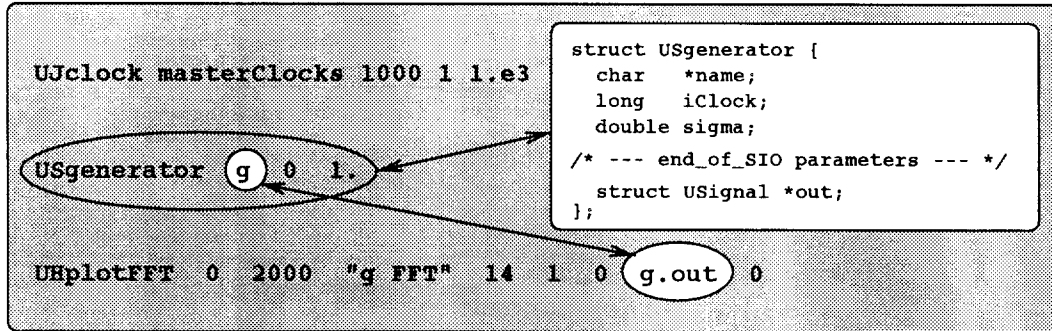 UJclock masterClocks 1000 1 1.e3
USgenerator g 0 1.
UHplotFFT 0 2000 "g FFT" 14 1 0 g.out 0
struct USgenerator {
char *name;
long iClock;
double sigma;
/* --- end_of_SIO parameters --- */
struct USignal *out;
};